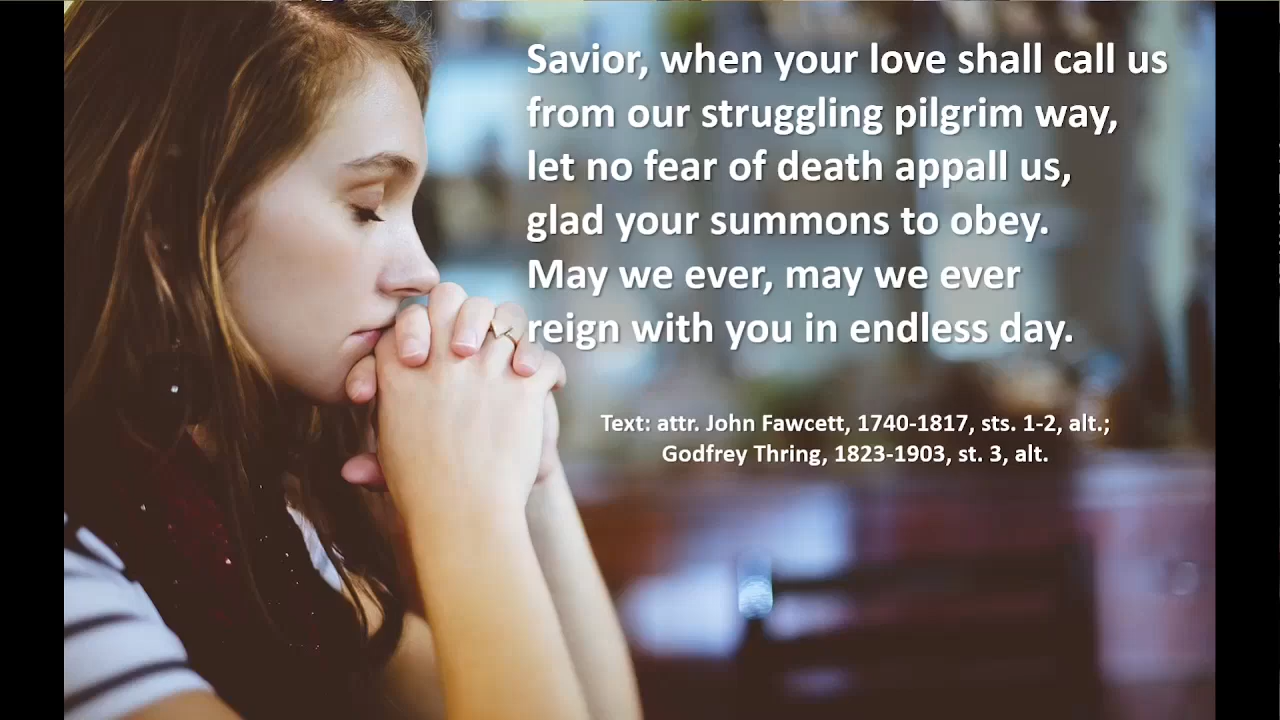 Savior, when your love shall call us
from our struggling pilgrim way,
let no fear of death appall us,
glad your summons to obey.
May we ever, may we ever
reign with you in endless day.
Text: attr. John Fawcett, 1740-1817, sts. 1-2, alt.;
Godfrey Thring, 1823-1903, st. 3, alt.